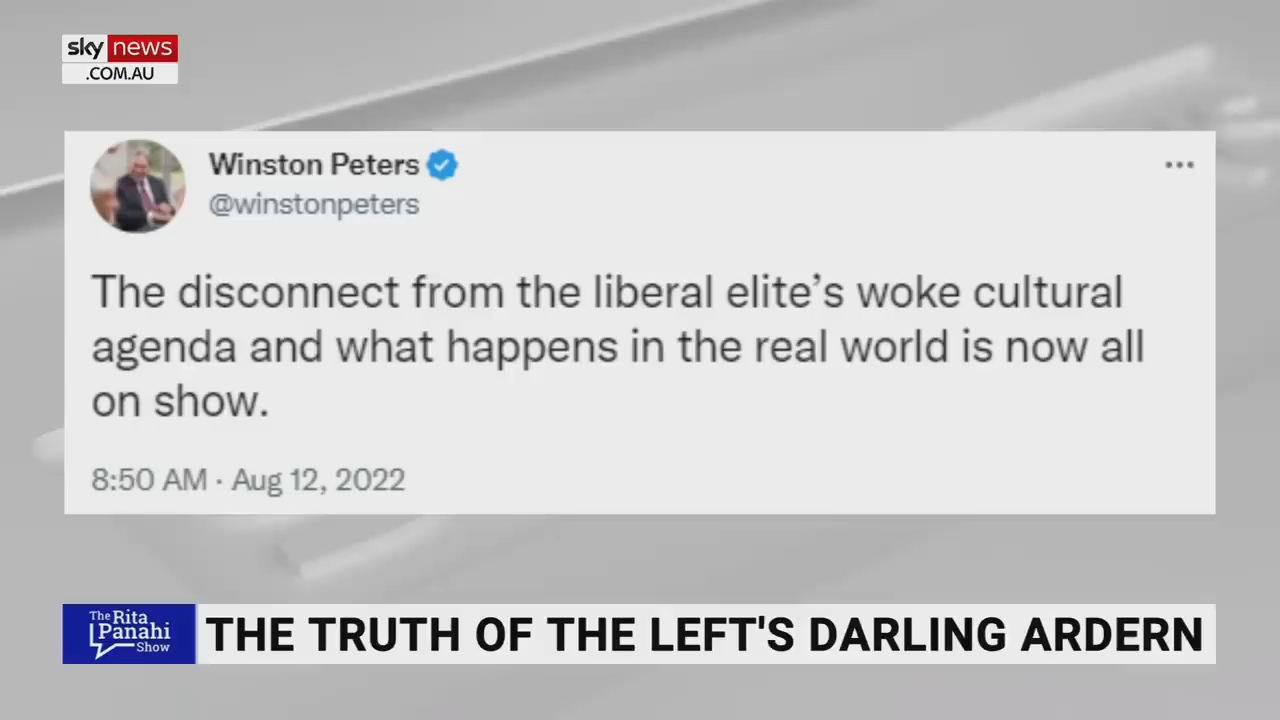 sky news
.COM.AU
Winston Peters
@winstonpeters
The disconnect from the liberal elite’s woke cultural
agenda and what happens in the real world is now all
on show.
8:50 AM · Aug 12, 2022
The Rita
Panahi
Show
THE TRUTH OF THE LEFT'S DARLING ARDERN